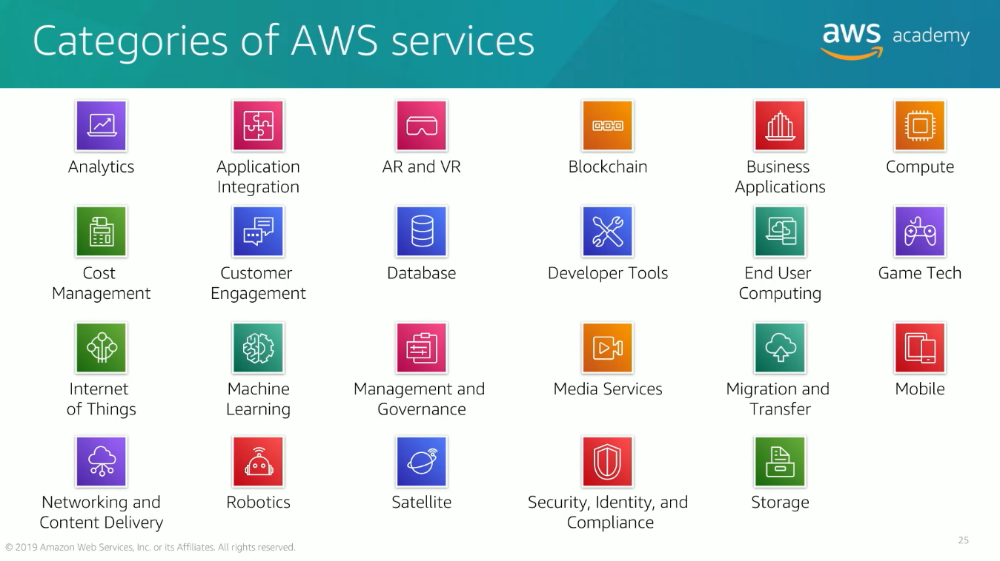 Categories of AWS services
aws academy
Analytics
Application
Integration
AR and VR
Blockchain
Business
Applications
Compute
Cost
Management
Customer
Engagement
Database
Developer Tools
End User
Computing
Game Tech
Internet
of Things
Machine
Learning
Management and
Governance
Media Services
Migration and
Transfer
Mobile
Networking and
Content Delivery
Robotics
Satellite
Security, Identity, and
Compliance
Storage
© 2019 Amazon Web Services, Inc. or its Affiliates. All rights reserved.
25